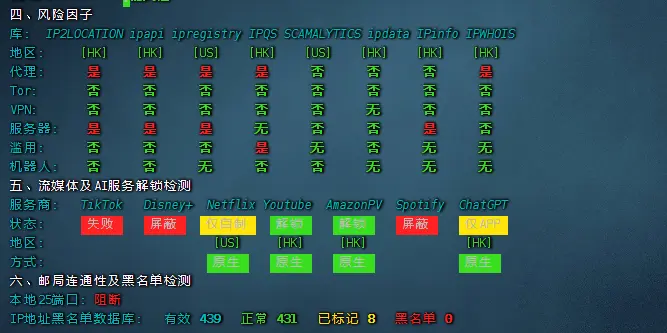 四、风险因子
库: IP2LOCATION ipapi ipregistry IPQS SCAMALYTICS ipdata IPinfo IPWHOIS
地区: [HK] [HK] [US] [HK] [US] [HK] [HK] [HK]
代理: 是 是 是 是 否 否 否 是
Tor: 否 否 否 否 否 否 否 否
VPN: 否 否 否 否 否 否 否 否
服务器: 是 是 是 无 否 否 是 否
滥用: 否 否 否 是 无 否 无 无
机器人: 否 否 无 否 否 无 无 无
五、流媒体及AI服务解锁检测
服务商: TikTok Disney+ Netflix Youtube AmazonPV Spotify ChatGPT
状态: 失败 屏蔽 仅自制 解锁 解锁 屏蔽 仅APP
地区: [US] [HK] [HK] [HK]
方式: 原生 原生 原生 原生
六、邮局连通性及黑名单检测
本地25端口: 阻断
IP地址黑名单数据库: 有效 439 正常 431 已标记 8 黑名单 0